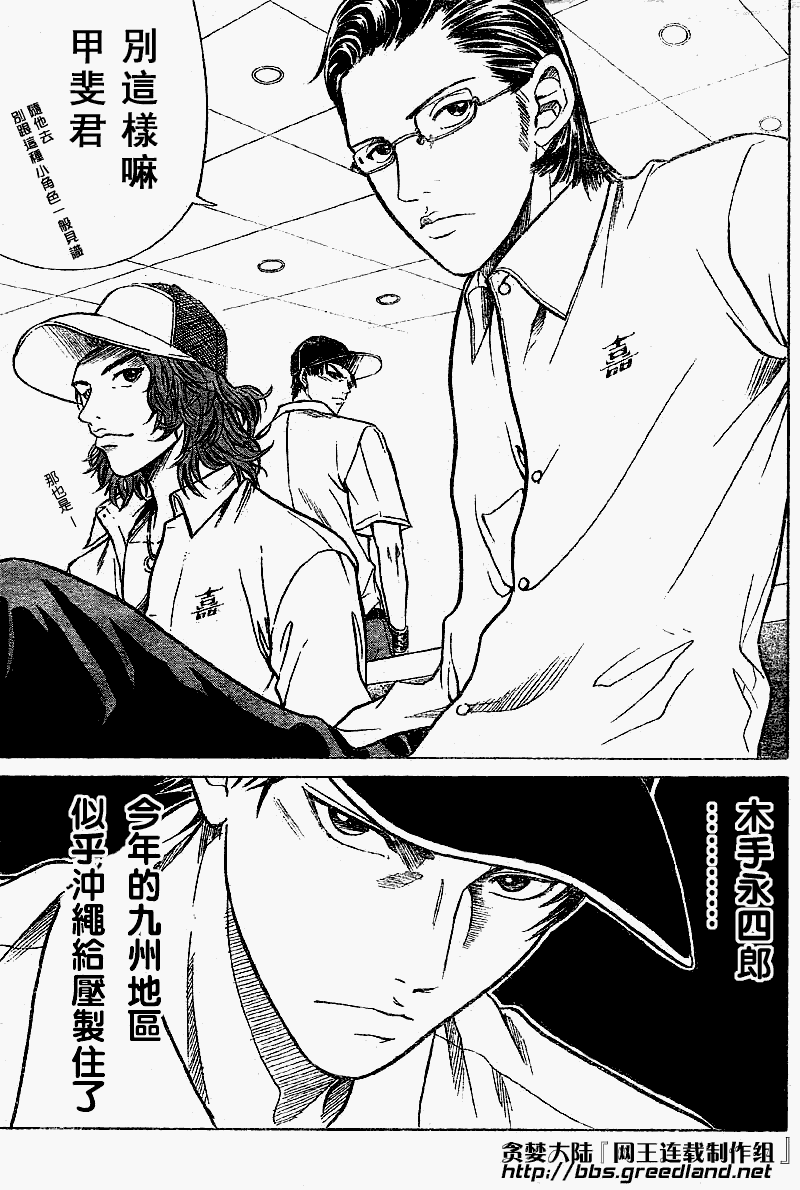 別這樣嘛
甲斐君
隨他去
別跟這種小角色一般見識
嘉
那也是－
嘉
木手永四郎
…………
今年的九州地區
似乎沖繩給壓製住了
贪婪大陆『网王连载制作组』
http://bbs.greedland.net